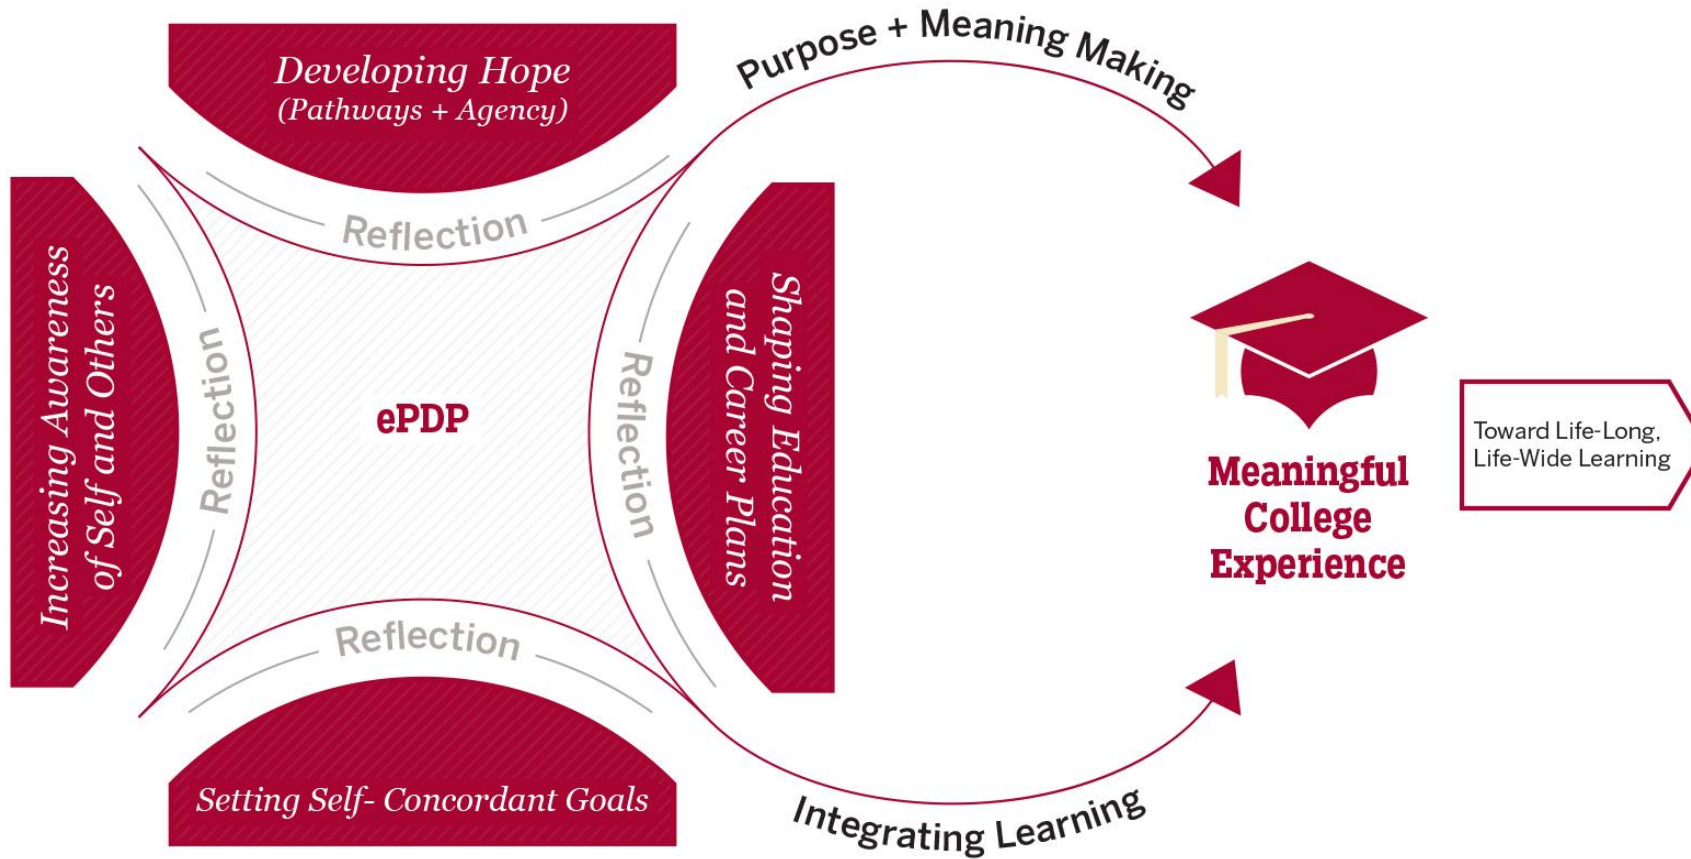 Developing Hope
(Pathways + Agency)
Purpose + Meaning Making
Reflection
Increasing Awareness
of Self and Others
Reflection
ePDP
Reflection
Shaping Education
and Career Plans
Reflection
Setting Self- Concordant Goals
Integrating Learning
Meaningful
College
Experience
Toward Life-Long,
Life-Wide Learning